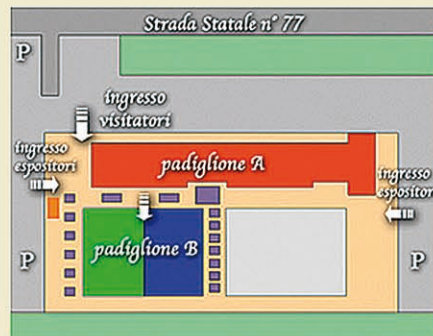 Strada Statale n° 77
P
ingresso
visitatori
ingresso
espositori
padiglione A
ingresso
espositori
padiglione B
P
P